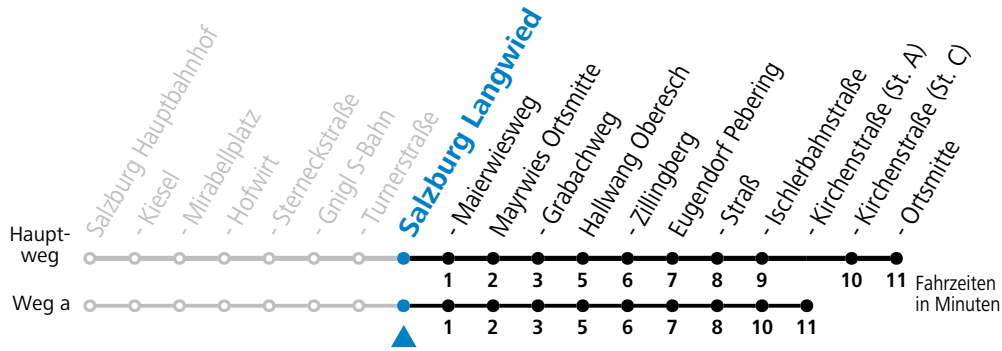 Salzburg Hauptbahnhof
- Kiesel
- Mirabellplatz
- Hofwirt
- Sterneckstraße
- Gnigl S-Bahn
- Turnerstraße
Salzburg Langwied
- Maierwiesweg
Mayrwies Ortsmitte
- Grabachweg
Hallwang Oberesch
- Zillingberg
Eugendorf Pebering
- Straß
- Ischlerbahnstraße
- Kirchenstraße (St. A)
- Kirchenstraße (St. C)
- Ortsmitte
Haupt-
weg
1 2 3 5 6 7 8 9 10 11
Weg a
1 2 3 5 6 7 8 10 11
Fahrzeiten
in Minuten